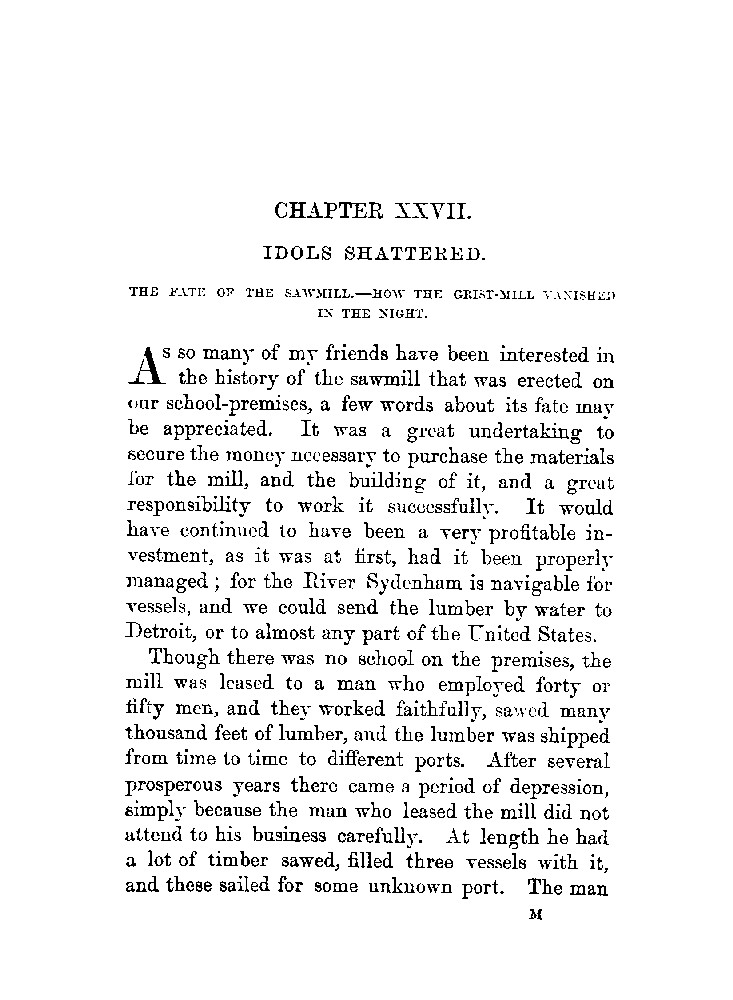 CHAPTER XXVII.
IDOLS SHATTERED.
THE FATE OF THE SAWMILL.—HOW THE GRIST-MILL VANISHED
IN THE NIGHT.
As so many of my friends have been interested in
the history of the sawmill that was erected on
our school-premises, a few words about its fate may
be appreciated. It was a great undertaking to
secure the money necessary to purchase the materials
for the mill, and the building of it, and a great
responsibility to work it successfully. It would
have continued to have been a very profitable in-
vestment, as it was at first, had it been properly
managed; for the River Sydenham is navigable for
vessels, and we could send the lumber by water to
Detroit, or to almost any part of the United States.
Though there was no school on the premises, the
mill was leased to a man who employed forty or
fifty men, and they worked faithfully, sawed many
thousand feet of lumber, and the lumber was shipped
from time to time to different ports. After several
prosperous years there came a period of depression,
simply because the man who leased the mill did not
attend to his business carefully. At length he had
a lot of timber sawed, filled three vessels with it,
and these sailed for some unknown port. The man
M